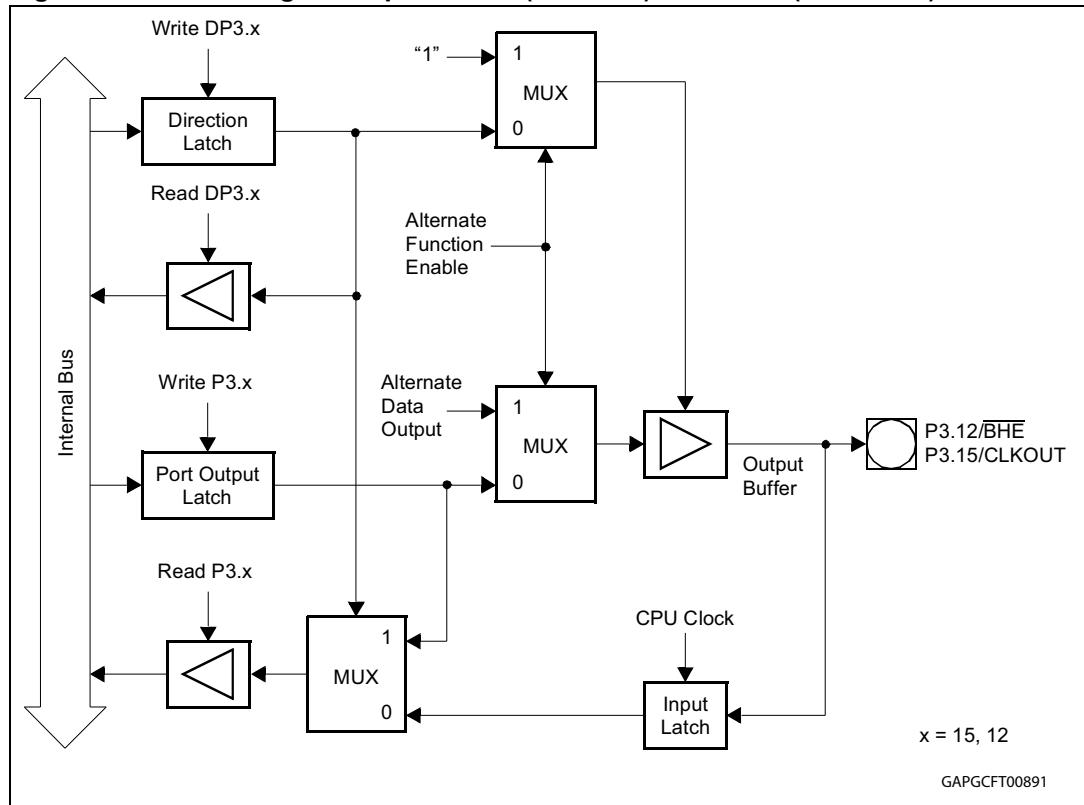 Write DP3.x
"1"
1
MUX
0
Direction
Latch
Read DP3.x
Alternate
Function
Enable
Internal Bus
Write P3.x
Alternate
Data
Output
1
MUX
0
P3.12/BHE
P3.15/CLKOUT
Output
Buffer
Port Output
Latch
Read P3.x
CPU Clock
1
MUX
0
Input
Latch
x = 15, 12
GAPGCFT00891